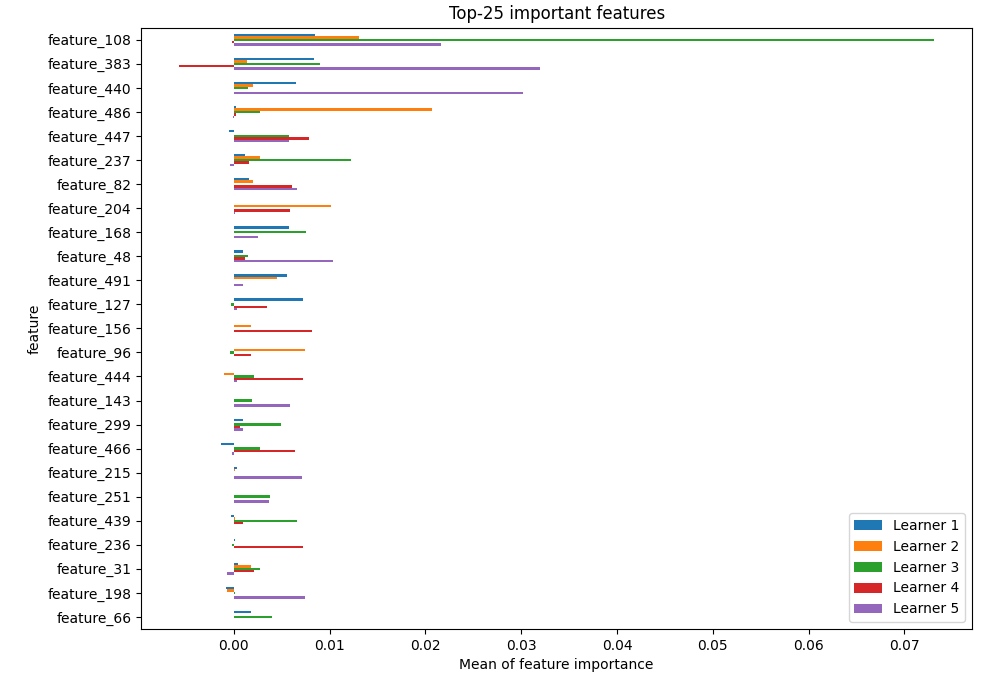 Top-25 important features
feature
feature_108
feature_383
feature_440
feature_486
feature_447
feature_237
feature_82
feature_204
feature_168
feature_48
feature_491
feature_127
feature_156
feature_96
feature_444
feature_143
feature_299
feature_466
feature_215
feature_251
feature_439
feature_236
feature_31
feature_198
feature_66
Learner 1
Learner 2
Learner 3
Learner 4
Learner 5
0.00 0.01 0.02 0.03 0.04 0.05 0.06 0.07
Mean of feature importance